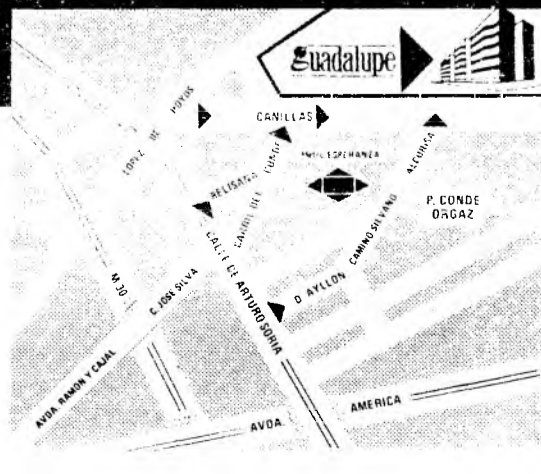 Guadalupe
LOPEZ DE HOYOS
CANILLAS
CARRIL DEL CONDE
ESPERANZA
BELISANA
ALCORISA
P. CONDE
ORGAZ
CAMINO SILVANO
CALLE DE ARTURO SORIA
D. AYLLON
M 30
C. JOSE SILVA
AVDA. RAMON Y CAJAL
AVDA. AMERICA